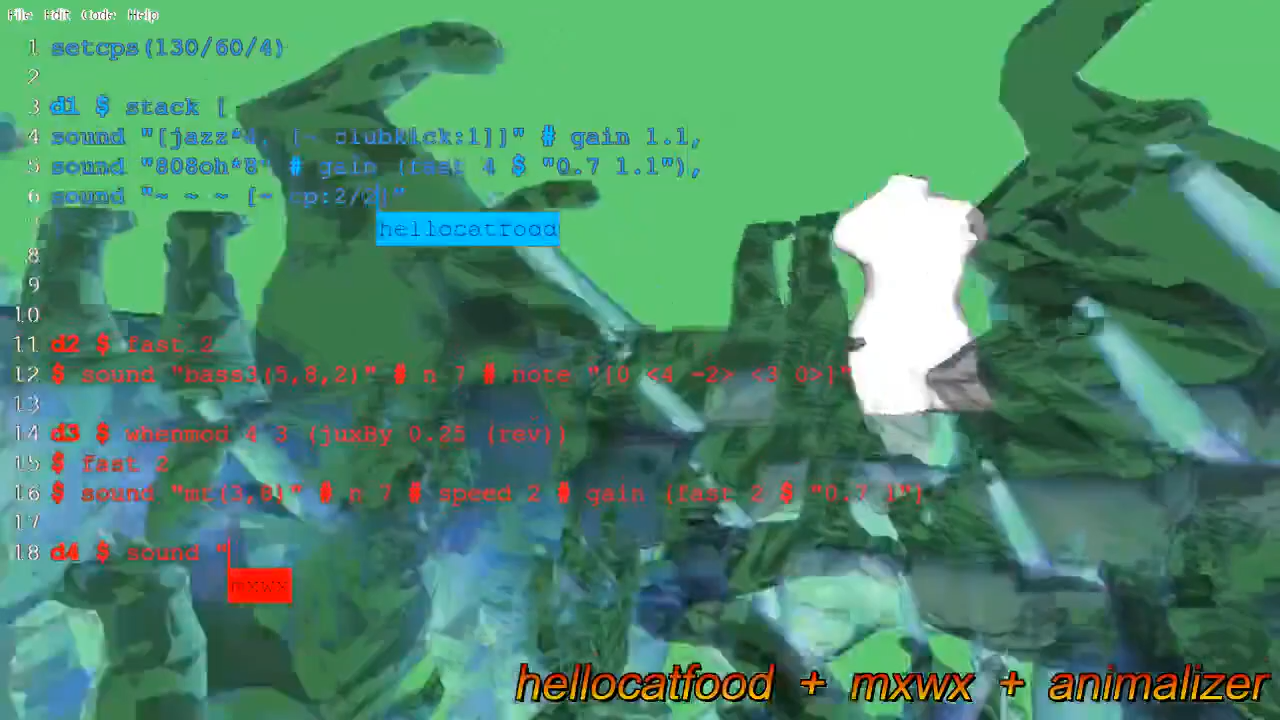 File Edit Code Help
1 setcps(130/60/4)
2
3 d1 $ stack [
4 sound "[jazz*4, [~ clubkick:1]]" # gain 1.1,
5 sound "808oh*8" # gain (fast 4 $ "0.7 1.1"),
6 sound "~ ~ ~ [~ cp:2/2]"
hellocatfood
8
9
10
11 d2 $ fast 2
12 $ sound "bass3(5,8,2)" # n 7 # note "[0 <4 -2> <3 0>]"
13
14 d3 $ whenmod 4 3 (juxBy 0.25 (rev))
15 $ fast 2
16 $ sound "mt(3,8)" # n 7 # speed 2 # gain (fast 2 $ "0.7 1")
17
18 d4 $ sound "
mxwx
hellocatfood + mxwx + animalizer